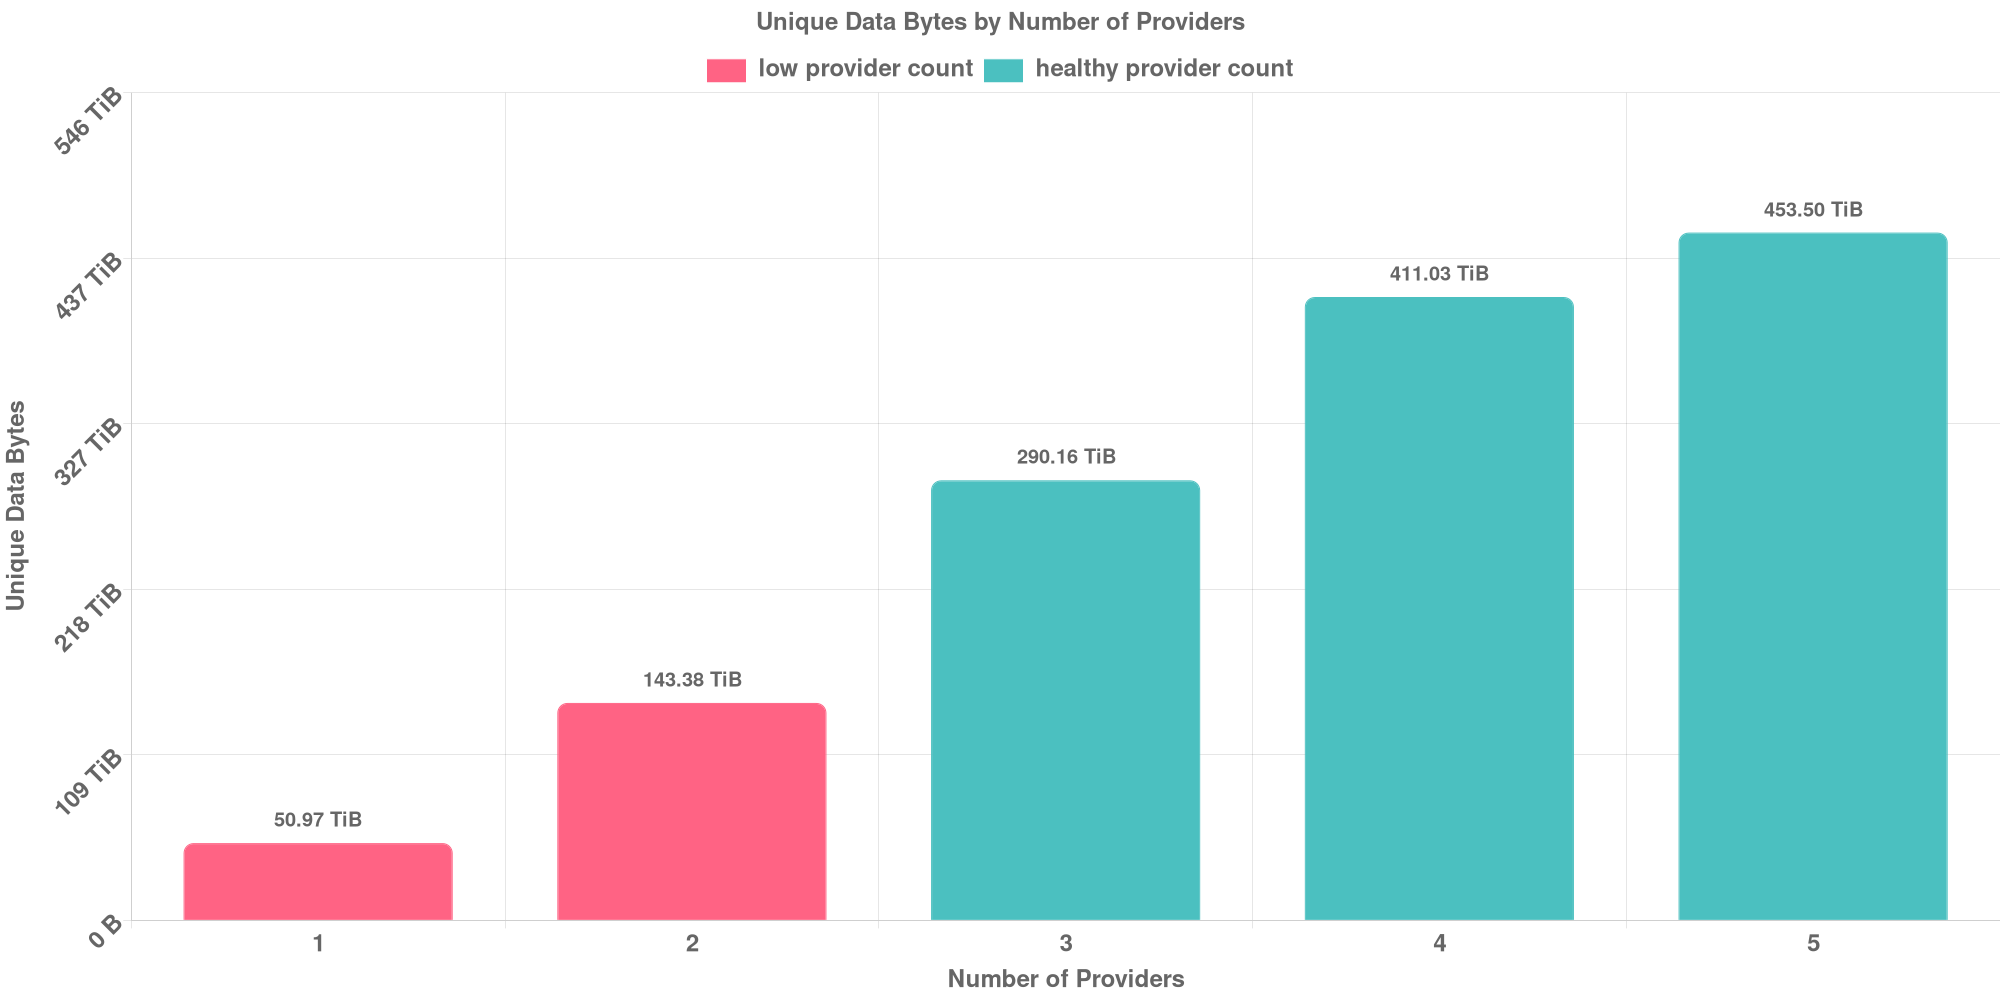 Unique Data Bytes by Number of Providers
low provider count healthy provider count
Unique Data Bytes
546 TiB
437 TiB
327 TiB
218 TiB
109 TiB
0 B
50.97 TiB
143.38 TiB
290.16 TiB
411.03 TiB
453.50 TiB
1 2 3 4 5
Number of Providers